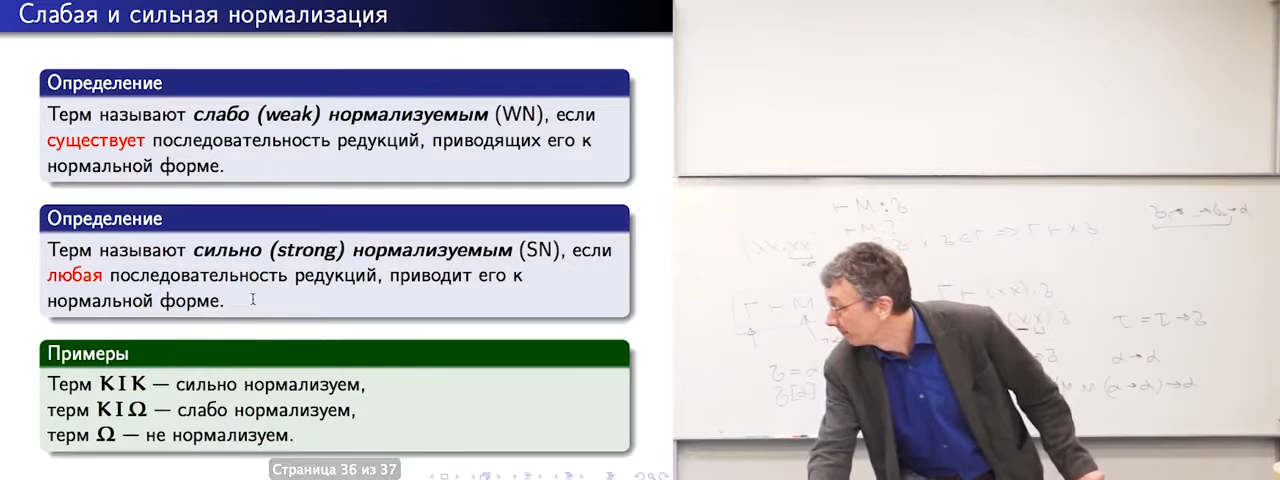 Слабая и сильная нормализация
Определение
Терм называют слабо (weak) нормализуемым (WN), если
существует последовательность редукций, приводящих его к
нормальной форме.
Определение
Терм называют сильно (strong) нормализуемым (SN), если
любая последовательность редукций, приводит его к
нормальной форме.
Примеры
Терм K I K — сильно нормализуем,
терм K I Ω — слабо нормализуем,
терм Ω — не нормализуем.
Страница 36 из 37
⊢ M : σ
α→α